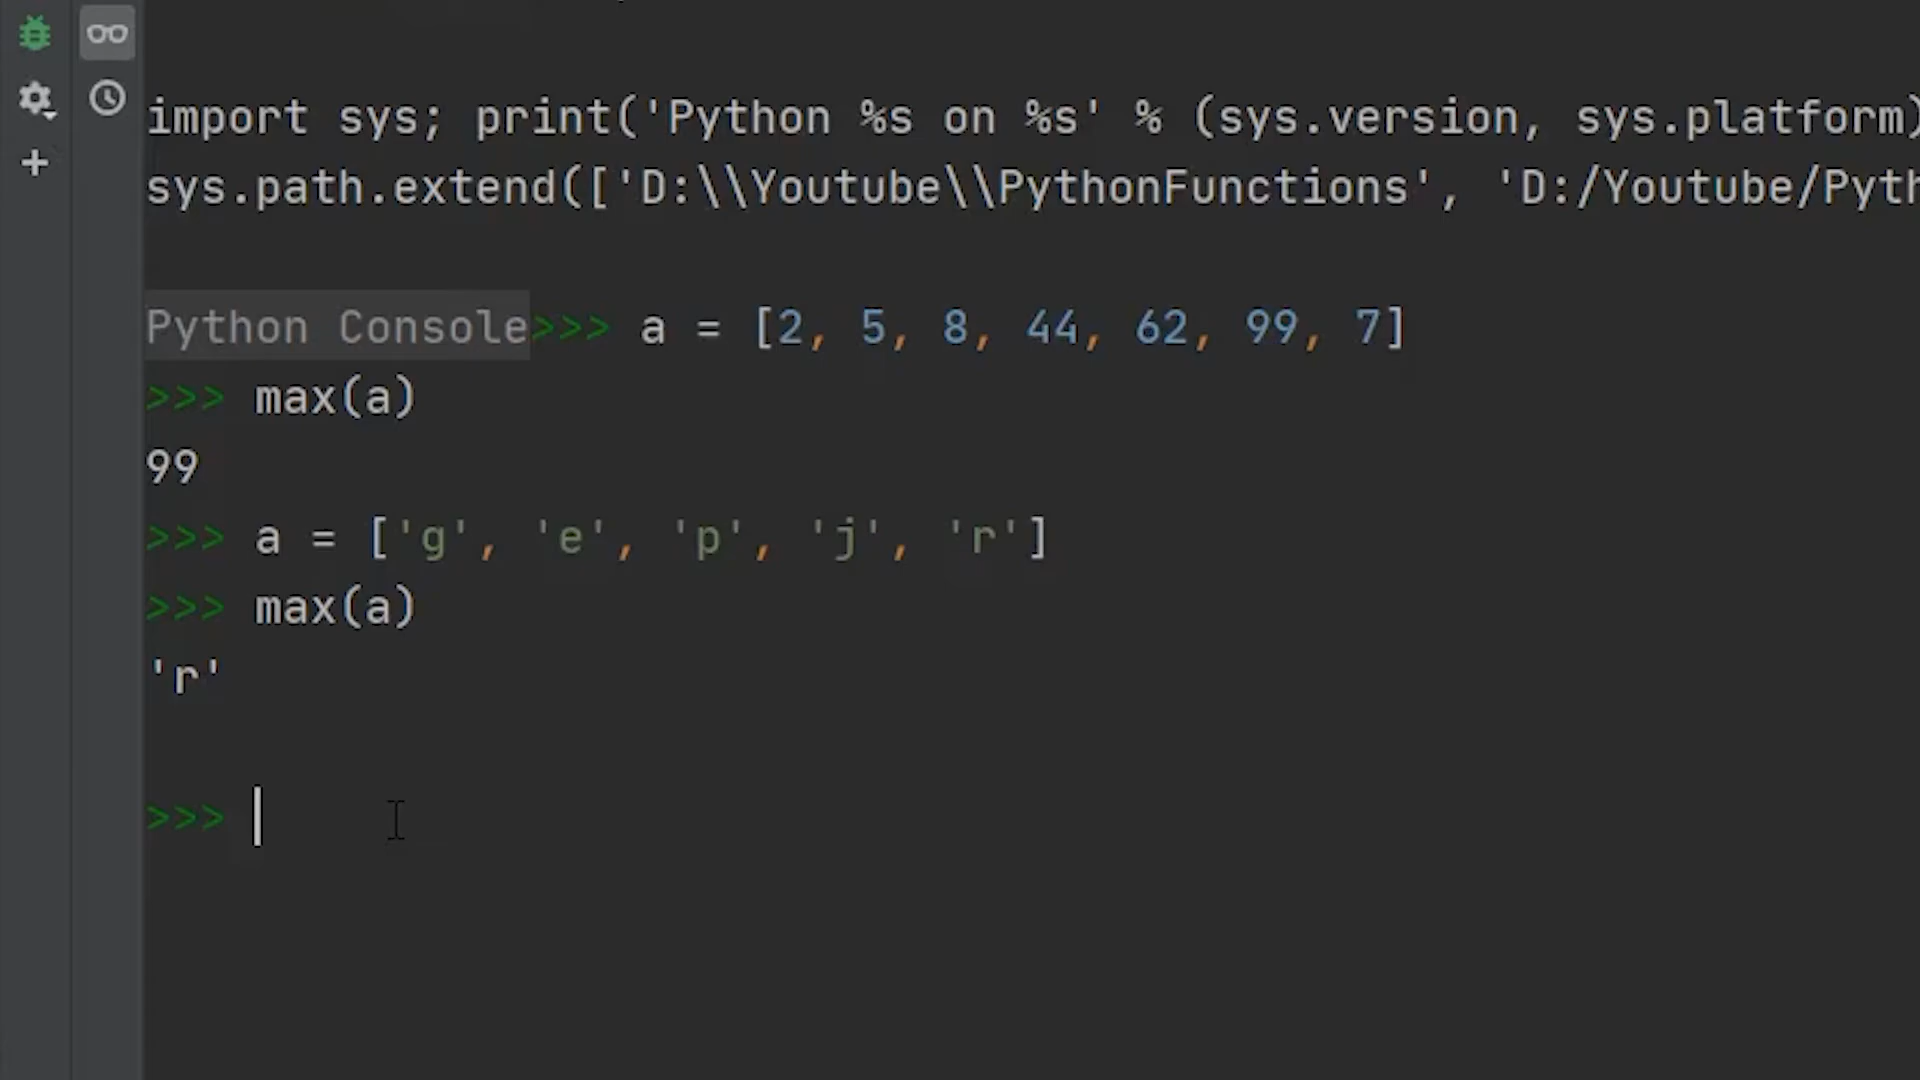 import sys; print('Python %s on %s' % (sys.version, sys.platform)
sys.path.extend(['D:\\Youtube\\PythonFunctions', 'D:/Youtube/Pyth
Python Console>>> a = [2, 5, 8, 44, 62, 99, 7]
>>> max(a)
99
>>> a = ['g', 'e', 'p', 'j', 'r']
>>> max(a)
'r'
>>>